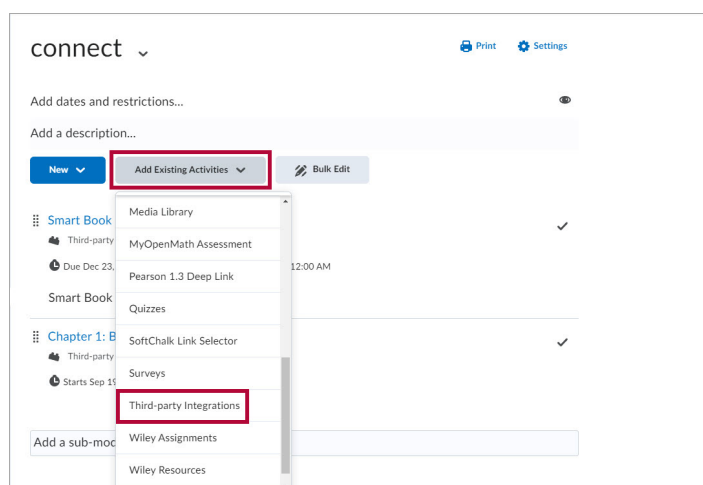 connect
Print
Settings
Add dates and restrictions...
Add a description...
New
Add Existing Activities
Bulk Edit
Media Library
Smart Book
Third-party
MyOpenMath Assessment
Due Dec 23,
12:00 AM
Pearson 1.3 Deep Link
Smart Book
Quizzes
Chapter 1: B
SoftChalk Link Selector
Third-party
Surveys
Starts Sep 19
Third-party Integrations
Add a sub-mod
Wiley Assignments
Wiley Resources